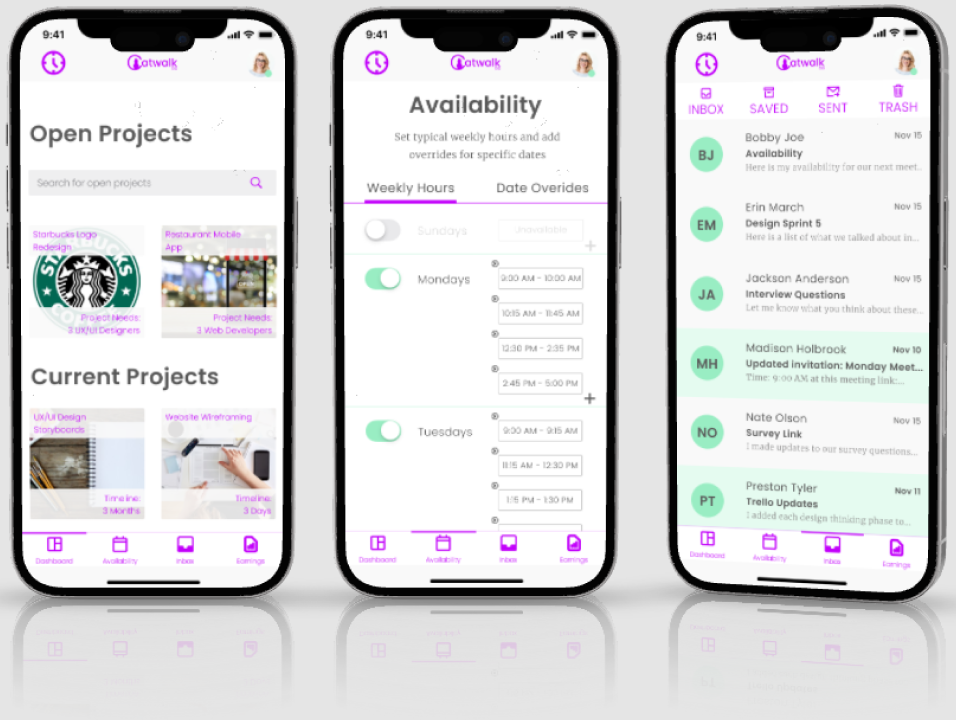 9:41
Catwalk
Open Projects
Search for open projects
Starbucks Logo
Redesign
STARBUCKS
Project Needs:
3 UX/UI Designers
Restaurant Mobile
App
Project Needs:
3 Web Developers
Current Projects
UX/UI Design
Storyboards
Timeline:
3 Months
Website Wireframing
Timeline:
3 Days
Dashboard
Availability
Inbox
Earnings
9:41
Catwalk
Availability
Set typical weekly hours and add
overrides for specific dates
Weekly Hours
Date Overides
Sundays
Unavailable
Mondays
9:00 AM - 10:00 AM
10:15 AM - 11:45 AM
12:30 PM - 2:35 PM
2:45 PM - 5:00 PM
Tuesdays
9:00 AM - 9:15 AM
11:15 AM - 12:30 PM
1:15 PM - 1:30 PM
Dashboard
Availability
Inbox
Earnings
9:41
Catwalk
INBOX
SAVED
SENT
TRASH
BJ
Bobby Joe
Nov 15
Availability
Here is my availability for our next meet...
EM
Erin March
Nov 15
Design Sprint 5
Here is a list of what we talked about in...
JA
Jackson Anderson
Nov 15
Interview Questions
Let me know what you think about these...
MH
Madison Holbrook
Nov 10
Updated invitation: Monday Meet...
Time: 9:00 AM at this meeting link:...
NO
Nate Olson
Nov 15
Survey Link
I made updates to our survey questions...
PT
Preston Tyler
Nov 11
Trello Updates
I added each design thinking phase to...
Dashboard
Availability
Inbox
Earnings